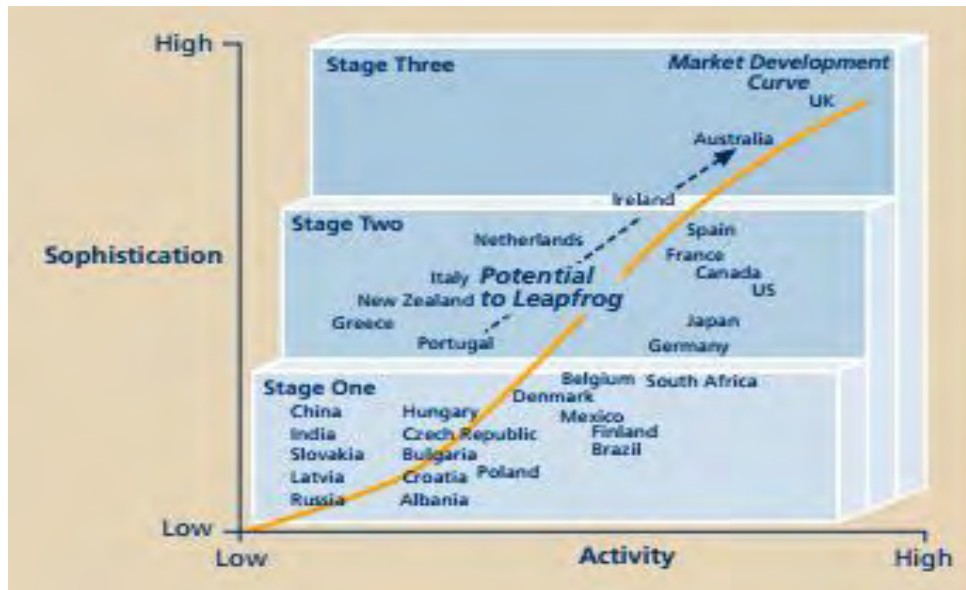 High
Stage Three
Market Development
Curve
UK
Australia
Ireland
Stage Two
Netherlands
Spain
France
Sophistication
Italy
Potential
Canada
New Zealand
to Leapfrog
US
Greece
Japan
Portugal
Germany
Stage One
Belgium
South Africa
Denmark
China
Hungary
Mexico
India
Czech Republic
Finland
Slovakia
Bulgaria
Brazil
Latvia
Croatia
Poland
Russia
Albania
Low
Low
Activity
High